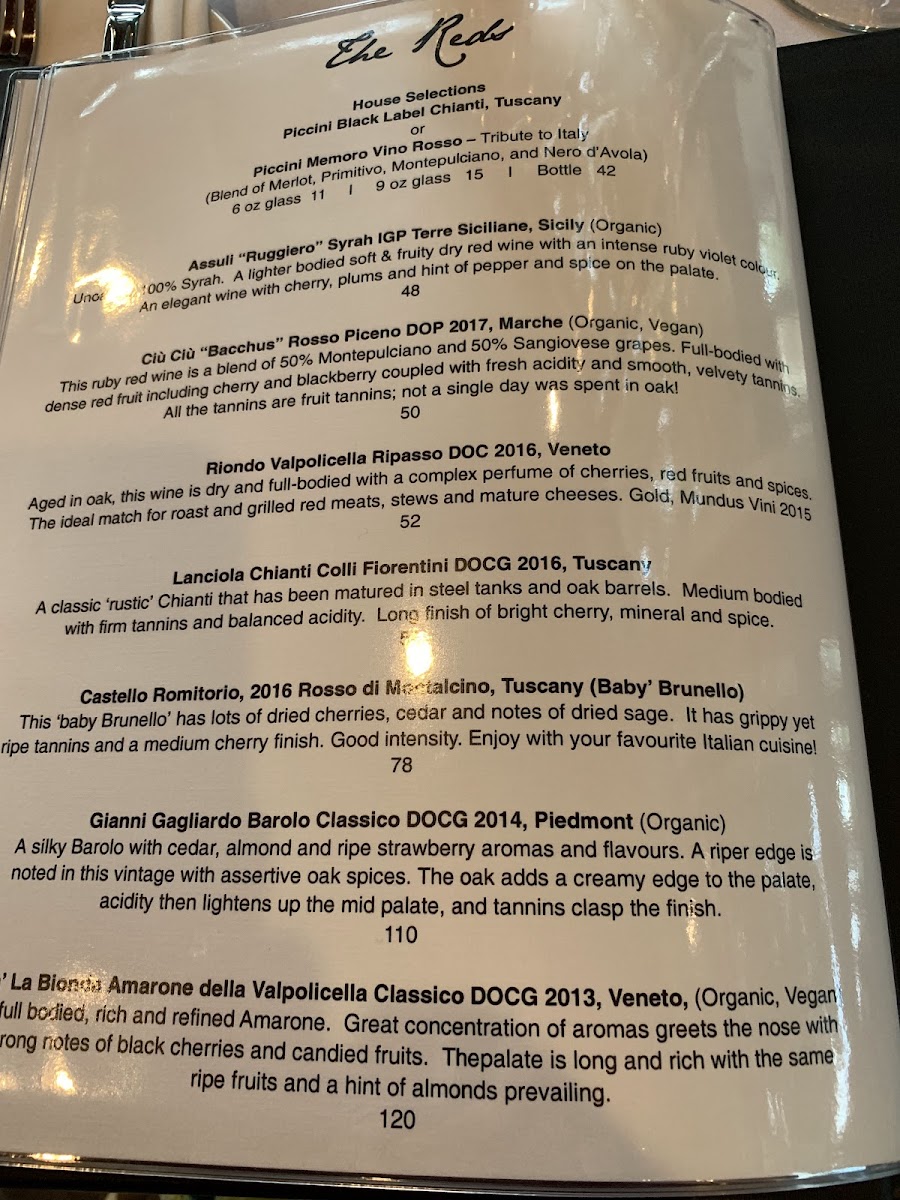 The Reds
House Selections
Piccini Black Label Chianti, Tuscany
or
Piccini Memoro Vino Rosso – Tribute to Italy
(Blend of Merlot, Primitivo, Montepulciano, and Nero d'Avola)
6 oz glass 11 | 9 oz glass 15 | Bottle 42
Assuli “Ruggiero” Syrah IGP Terre Siciliane, Sicily (Organic)
100% Syrah. A lighter bodied soft & fruity dry red wine with an intense ruby violet colour.
An elegant wine with cherry, plums and hint of pepper and spice on the palate.
48
Ciù Ciù “Bacchus” Rosso Piceno DOP 2017, Marche (Organic, Vegan)
This ruby red wine is a blend of 50% Montepulciano and 50% Sangiovese grapes. Full-bodied with
dense red fruit including cherry and blackberry coupled with fresh acidity and smooth, velvety tannins.
All the tannins are fruit tannins; not a single day was spent in oak!
50
Riondo Valpolicella Ripasso DOC 2016, Veneto
Aged in oak, this wine is dry and full-bodied with a complex perfume of cherries, red fruits and spices.
The ideal match for roast and grilled red meats, stews and mature cheeses. Gold, Mundus Vini 2015
52
Lanciola Chianti Colli Fiorentini DOCG 2016, Tuscany
A classic ‘rustic’ Chianti that has been matured in steel tanks and oak barrels. Medium bodied
with firm tannins and balanced acidity. Long finish of bright cherry, mineral and spice.
Castello Romitorio, 2016 Rosso di Montalcino, Tuscany (Baby’ Brunello)
This ‘baby Brunello’ has lots of dried cherries, cedar and notes of dried sage. It has grippy yet
ripe tannins and a medium cherry finish. Good intensity. Enjoy with your favourite Italian cuisine!
78
Gianni Gagliardo Barolo Classico DOCG 2014, Piedmont (Organic)
A silky Barolo with cedar, almond and ripe strawberry aromas and flavours. A riper edge is
noted in this vintage with assertive oak spices. The oak adds a creamy edge to the palate,
acidity then lightens up the mid palate, and tannins clasp the finish.
110
’ La Bionda Amarone della Valpolicella Classico DOCG 2013, Veneto, (Organic, Vegan
full bodied, rich and refined Amarone. Great concentration of aromas greets the nose with
rong notes of black cherries and candied fruits. Thepalate is long and rich with the same
ripe fruits and a hint of almonds prevailing.
120